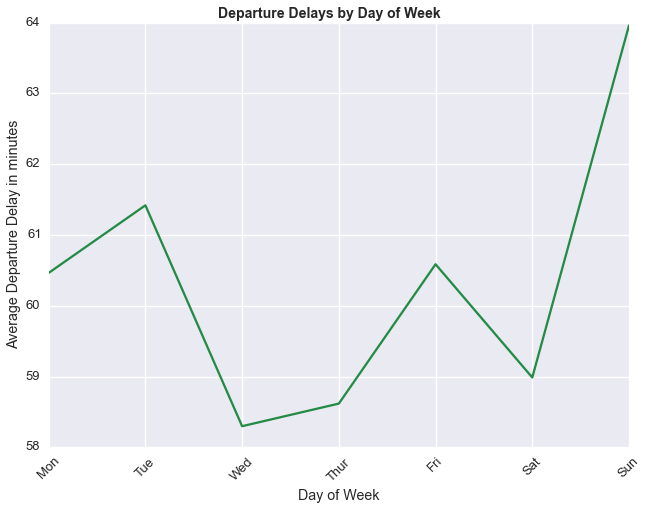 Departure Delays by Day of Week
Average Departure Delay in minutes
64
63
62
61
60
59
58
Mon
Tue
Wed
Thur
Fri
Sat
Sun
Day of Week